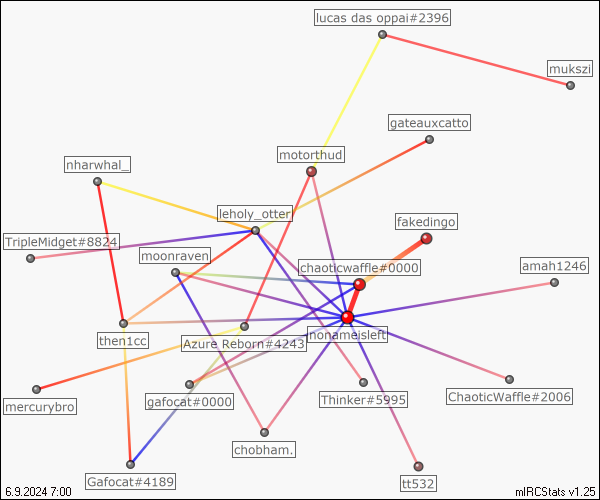 lucas das oppai#2396
mukszi
gateauxcatto
motorthud
nharwhal_
leholy_otter
fakedingo
TripleMidget#8824
moonraven
chaoticwaffle#0000
amah1246
nonameisleft
then1cc
Azure Reborn#4243
mercurybro
gafocat#0000
Thinker#5995
ChaoticWaffle#2006
chobham.
Gafocat#4189
tt532
6.9.2024 7:00
mIRCStats v1.25